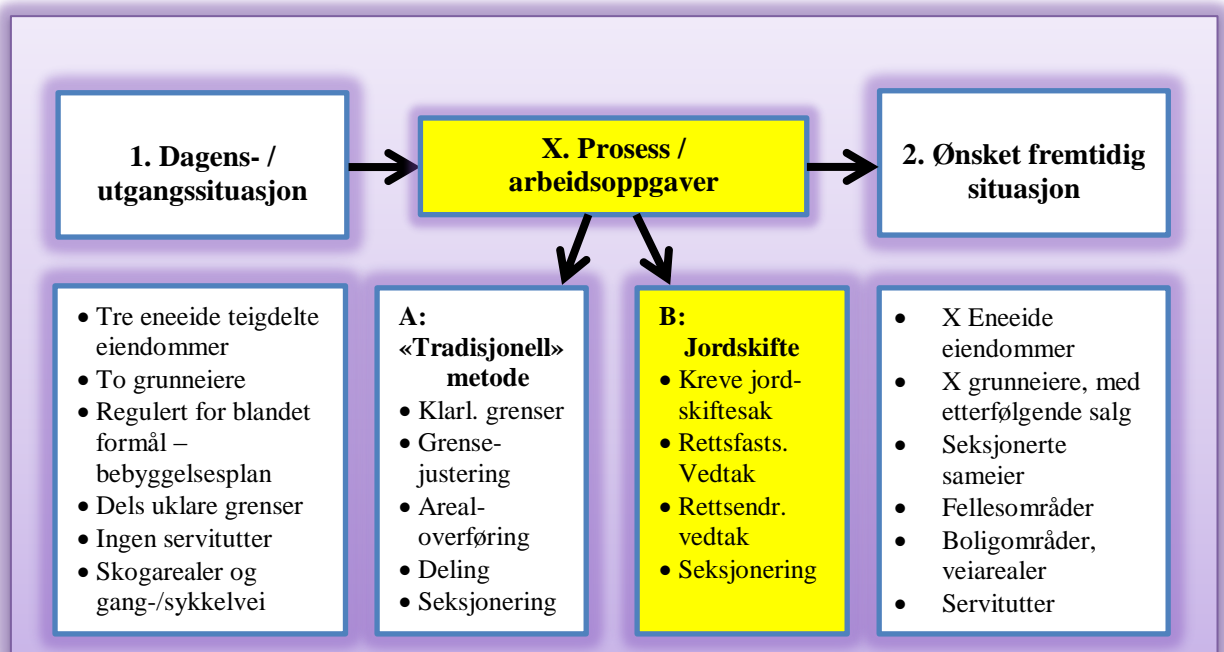 1. Dagens- /
utgangssituasjon
X. Prosess /
arbeidsoppgaver
2. Ønsket fremtidig
situasjon
• Tre eneeide teigdelte
eiendommer
• To grunneiere
• Regulert for blandet
formål –
bebyggelsesplan
• Dels uklare grenser
• Ingen servitutter
• Skogarealer og
gang-/sykkelvei
A:
«Tradisjonell»
metode
• Klarl. grenser
• Grense-
justering
• Areal-
overføring
• Deling
• Seksjonering
B:
Jordskifte
• Kreve jord-
skiftesak
• Rettsfasts.
Vedtak
• Rettsendr.
vedtak
• Seksjonering
• X Eneeide
eiendommer
• X grunneiere, med
etterfølgende salg
• Seksjonerte
sameier
• Fellesområder
• Boligområder,
veiarealer
• Servitutter